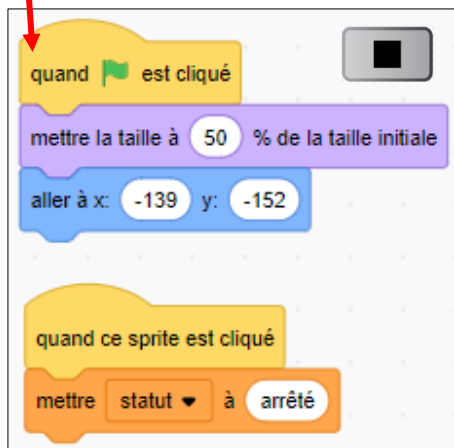 quand est cliqué
mettre la taille à 50 % de la taille initiale
aller à x: -139 y: -152
quand ce sprite est cliqué
mettre statut à arrêté